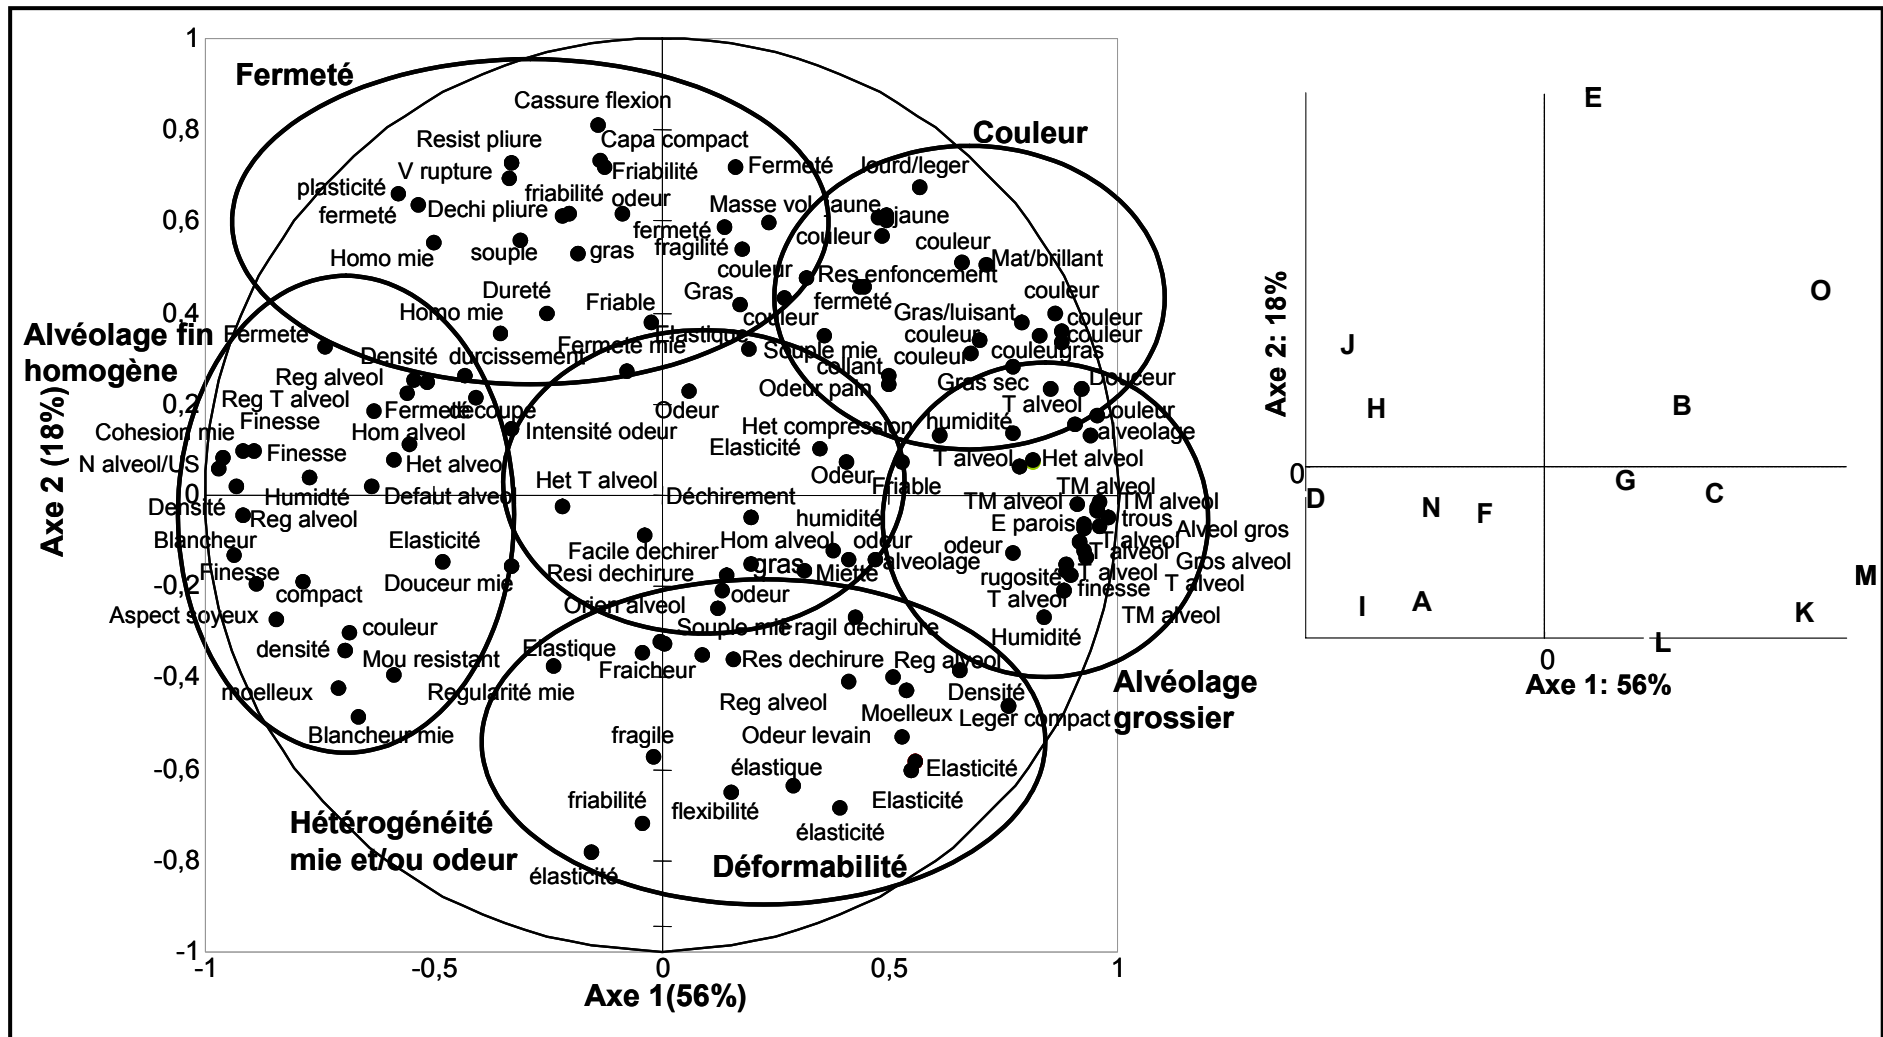 1
Fermeté
Cassure flexion
E
0,8
Resist pliure
Capa compact
Couleur
V rupture
Friabilité
Fermeté
lourd/leger
plasticité
friabilité
odeur
0,6
fermeté
Dechi pliure
Masse vol
jaune
jaune
fermeté
couleur
couleur
Homo mie
souple
gras
fragilité
Mat/brillant
couleur
Res enfoncement
Dureté
Friable
Gras
fermeté
couleur
O
0,4
Homo mie
couleur
Gras/luisant
couleur
Alvéolage fin
homogène
Fermeté
Elastique
couleur
couleur
Densité
durcissement
Fermeté mie
Souple mie
couleur
couleur
gras
J
Reg alveol
collant
Gras sec
Douceur
0,2
Reg T alveol
Fermeté
decoupe
Odeur
Odeur pain
T alveol
couleur
H
B
Finesse
Cohesion mie
Hom alveol
Intensité odeur
Het compression
humidité
alveolage
N alveol/US
Finesse
Het alveol
Elasticité
T alveol
Het alveol
Odeur
Friable
0
Humidté
Defaut alveol
Het T alveol
Déchirement
TM alveol
TM alveol
TM alveol
0
D
G
C
N
F
Densité
Reg alveol
humidité
E parois
trous
Alveol gros
Blancheur
Elasticité
Facile dechirer
Hom alveol
odeur
odeur
T alveol
T alveol
Gros alveol
-0,2
Finesse
compact
Douceur mie
Resi dechirure
gras
Miette
alveolage
rugosité
T alveol
finesse
T alveol
M
Aspect soyeux
Orien alveol
odeur
T alveol
TM alveol
I
A
K
densité
couleur
Souple mie
Fragil dechirure
Humidité
L
Mou resistant
Elastique
Fraicheur
Res dechirure
Reg alveol
0
-0,4
moelleux
Regularité mie
Reg alveol
Densité
Alvéolage
grossier
Axe 1: 56%
Axe 2: 18%
Blancheur mie
Moelleux
Leger compact
fragile
Odeur levain
-0,6
élastique
Elasticité
friabilité
flexibilité
Elasticité
Hétérogénéité
mie et/ou odeur
élasticité
-0,8
élasticité
Déformabilité
-1
-1
-0,5
0
0,5
1
Axe 1(56%)
Axe 2 (18%)